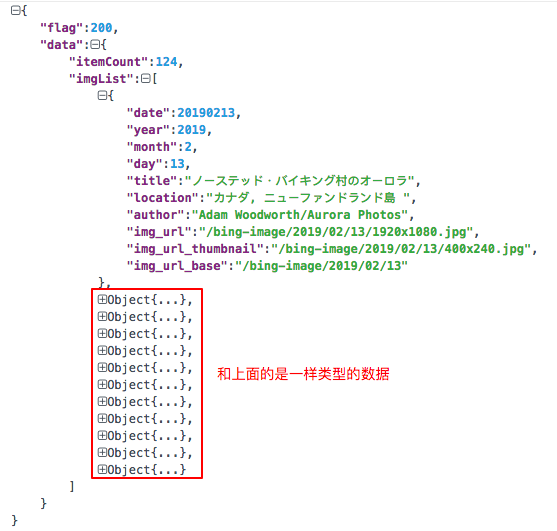 {
"flag":200,
"data":{
"itemCount":124,
"imgList":[
{
"date":20190213,
"year":2019,
"month":2,
"day":13,
"title":"ノーステッド・バイキング村のオーロラ",
"location":"カナダ, ニューファンドランド島 ",
"author":"Adam Woodworth/Aurora Photos",
"img_url":"/bing-image/2019/02/13/1920x1080.jpg",
"img_url_thumbnail":"/bing-image/2019/02/13/400x240.jpg",
"img_url_base":"/bing-image/2019/02/13"
},
Object{...},
Object{...},
Object{...},
Object{...},
Object{...},
和上面的是一样类型的数据
Object{...},
Object{...},
Object{...},
Object{...},
Object{...},
Object{...}
]
}
}